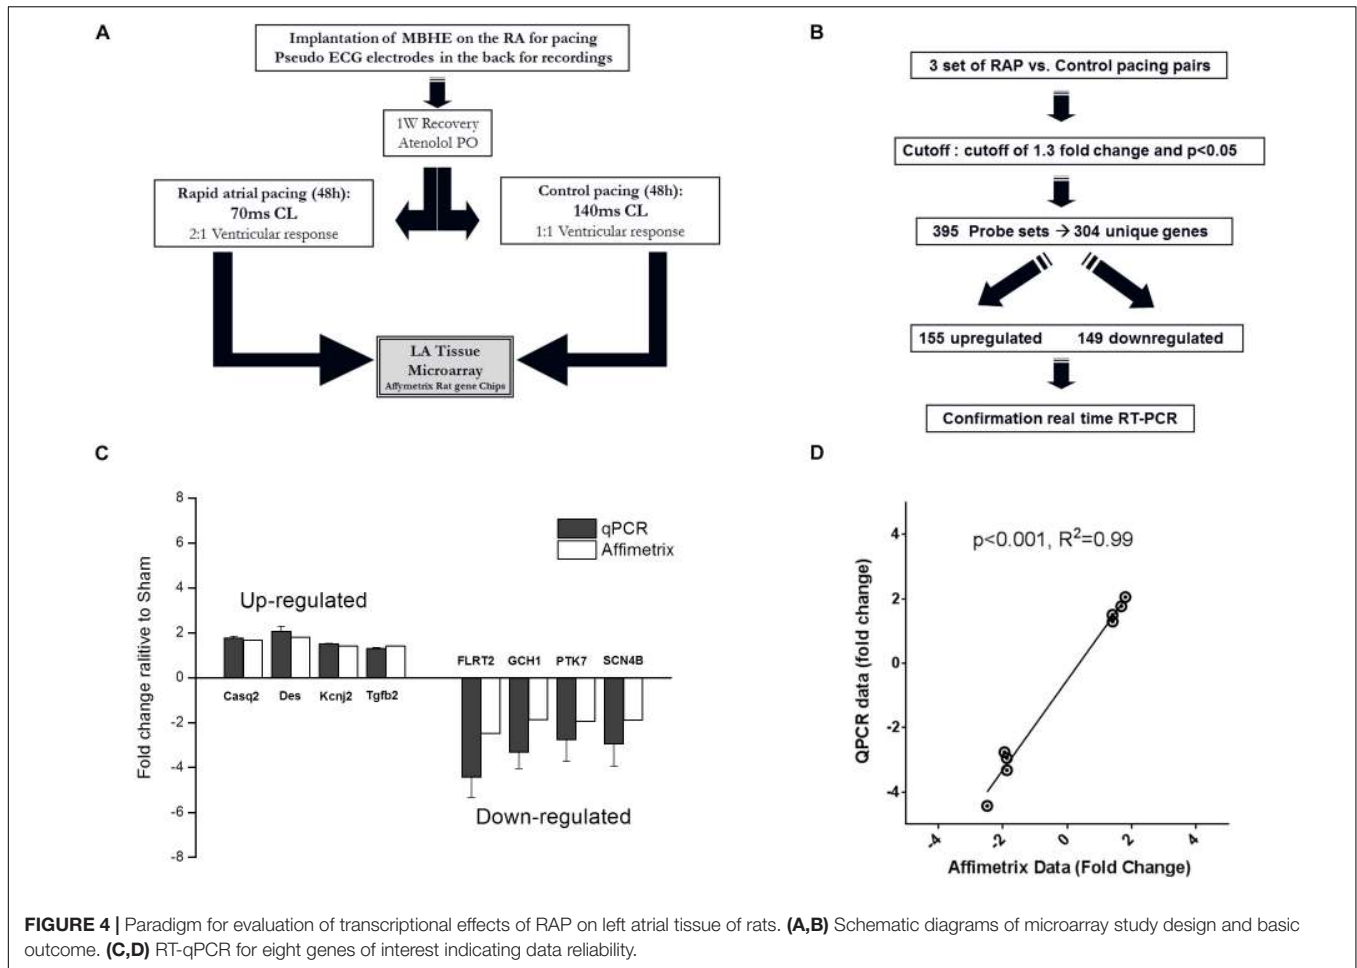 A
Implantation of MBHE on the RA for pacing
Pseudo ECG electrodes in the back for recordings
1W Recovery
Atenolol PO
Rapid atrial pacing (48h):
70ms CL
2:1 Ventricular response
Control pacing (48h):
140ms CL
1:1 Ventricular response
LA Tissue
Microarray
Affymetrix Rat gene Chips
B
3 set of RAP vs. Control pacing pairs
Cutoff : cutoff of 1.3 fold change and p<0.05
395 Probe sets → 304 unique genes
155 upregulated 149 downregulated
Confirmation real time RT-PCR
C
Fold change ralitive to Sham
8
6
4
2
0
-2
-4
-6
-8
qPCR
Affimetrix
Up-regulated
Casq2 Des Kcnj2 Tgfb2
FLRT2 GCH1 PTK7 SCN4B
Down-regulated
D
QPCR data (fold change)
4
2
0
-2
-4
p<0.001, R²=0.99
-4 -2 0 2 4
Affimetrix Data (Fold Change)
FIGURE 4 | Paradigm for evaluation of transcriptional effects of RAP on left atrial tissue of rats. (A,B) Schematic diagrams of microarray study design and basic
outcome. (C,D) RT-qPCR for eight genes of interest indicating data reliability.